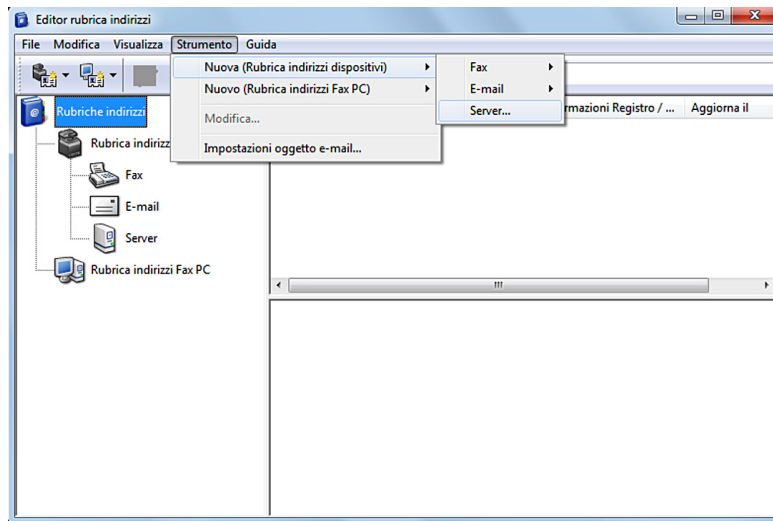 Editor rubrica indirizzi
File Modifica Visualizza Strumento Guida
Nuova (Rubrica indirizzi dispositivi)
Nuovo (Rubrica indirizzi Fax PC)
Modifica...
Impostazioni oggetto e-mail...
Fax
E-mail
Server...
rmazioni Registro / ... Aggiorna il
Rubriche indirizzi
Rubrica indirizz
Fax
E-mail
Server
Rubrica indirizzi Fax PC